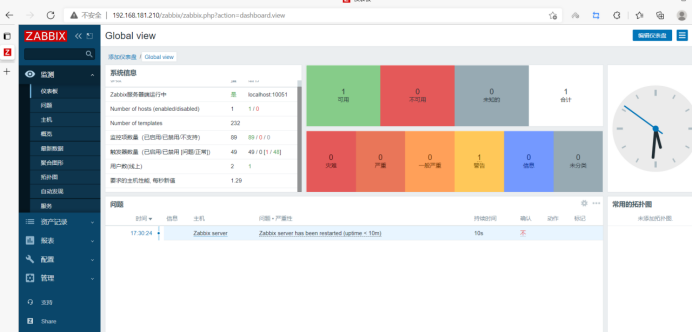 仪表板
不安全 | 192.168.181.210/zabbix/zabbix.php?action=dashboard.view
ZABBIX
Global view
编辑仪表盘
添加仪表盘 / Global view
监测
仪表板
问题
主机
概览
最新数据
聚合图形
拓扑图
自动发现
服务
资产记录
报表
配置
管理
支持
Share
系统信息
Zabbix服务器端运行中 是 localhost:10051
Number of hosts (enabled/disabled) 1 1 / 0
Number of templates 232
监控项数量 (已启用/已禁用/不支持) 89 89 / 0 / 0
触发器数量 (已启用/已禁用 [问题/正常]) 49 49 / 0 [1 / 48]
用户数(线上) 2 1
要求的主机性能, 每秒新值 1.29
1 可用
0 不可用
0 未知的
1 合计
0 灾难
0 严重
0 一般严重
1 警告
0 信息
0 未分类
问题
时间 信息 主机 问题 • 严重性 持续时间 确认 动作 标记
17:30:24 Zabbix server Zabbix server has been restarted (uptime < 10m) 10s 不
常用的拓扑图
未添加拓扑图.